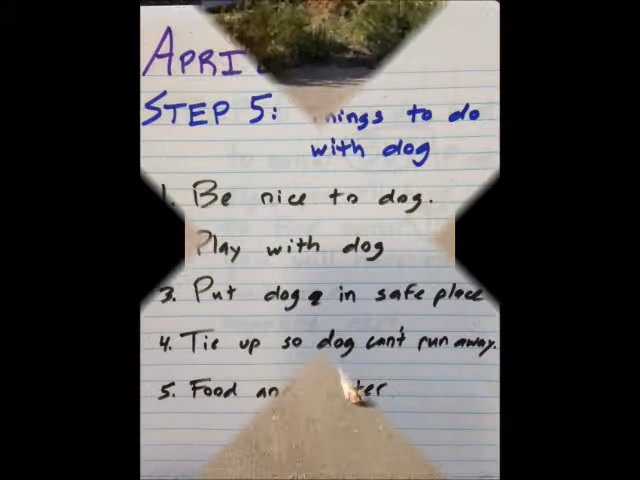 APRI
STEP 5: hings to do
with dog
1. Be nice to dog.
Play with dog
3. Put dog in safe place
4. Tie up so dog can't run away.
5. Food an ter